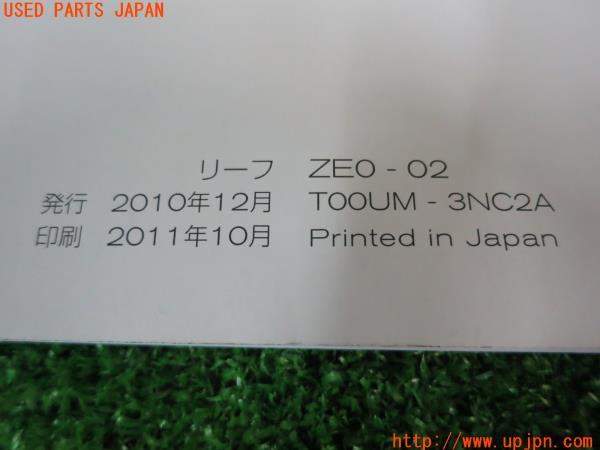 USED PARTS JAPAN
リーフ ZE0 - 02
発行 2010年12月 T00UM - 3NC2A
印刷 2011年10月 Printed in Japan
http://www.upjpn.com/